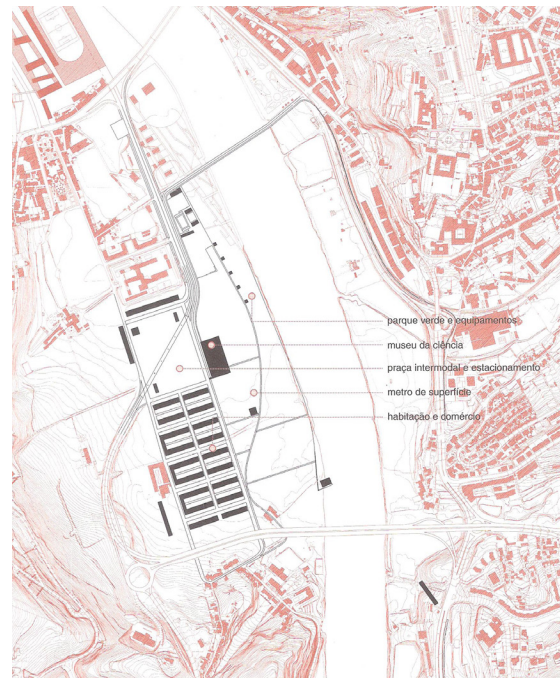 parque verde e equipamentos
museu da ciência
praça intermodal e estacionamento
metro de superfície
habitação e comércio